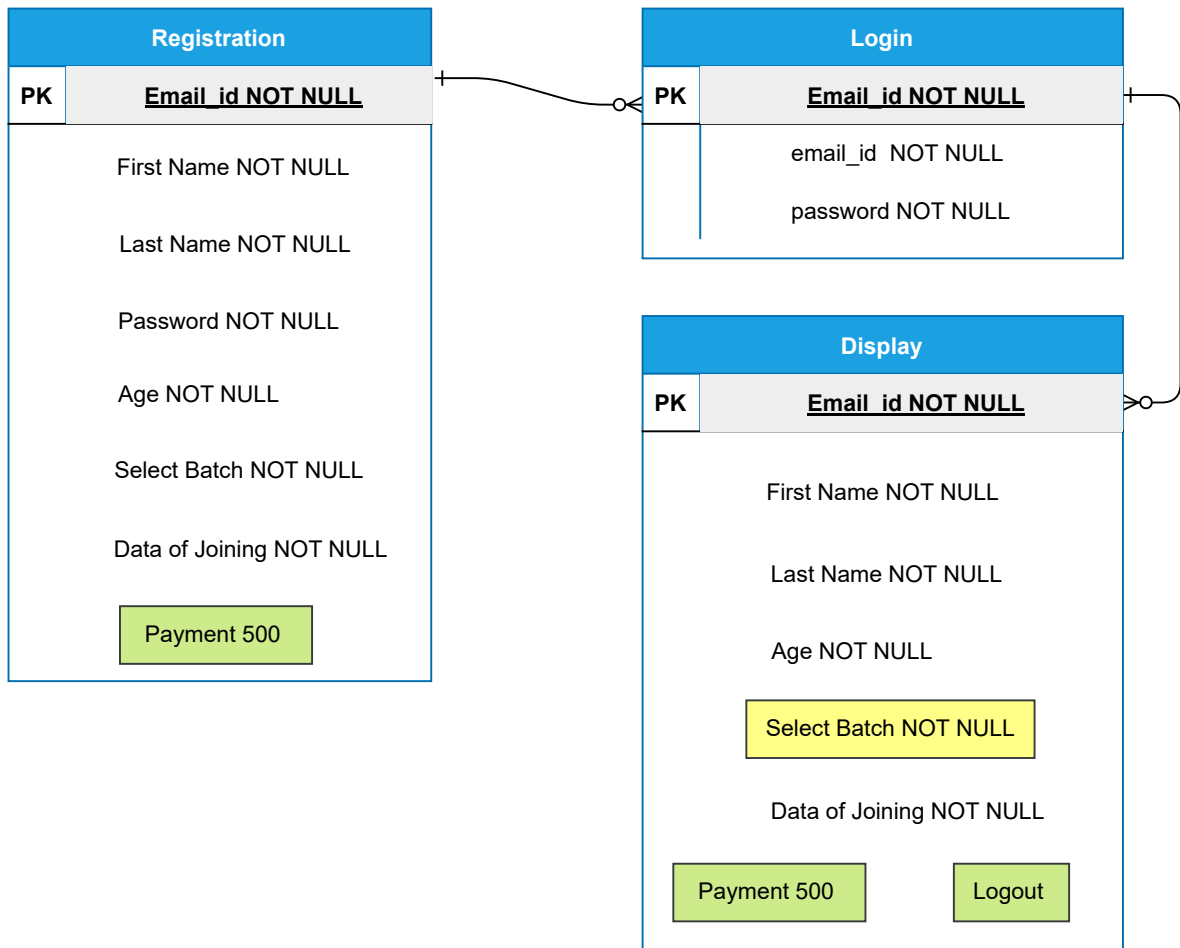 Registration
PK
Email_id NOT NULL
First Name NOT NULL
Last Name NOT NULL
Password NOT NULL
Age NOT NULL
Select Batch NOT NULL
Data of Joining NOT NULL
Payment 500
Login
PK
Email_id NOT NULL
email_id  NOT NULL
password NOT NULL
Display
PK
Email_id NOT NULL
First Name NOT NULL
Last Name NOT NULL
Age NOT NULL
Select Batch NOT NULL
Data of Joining NOT NULL
Payment 500
Logout